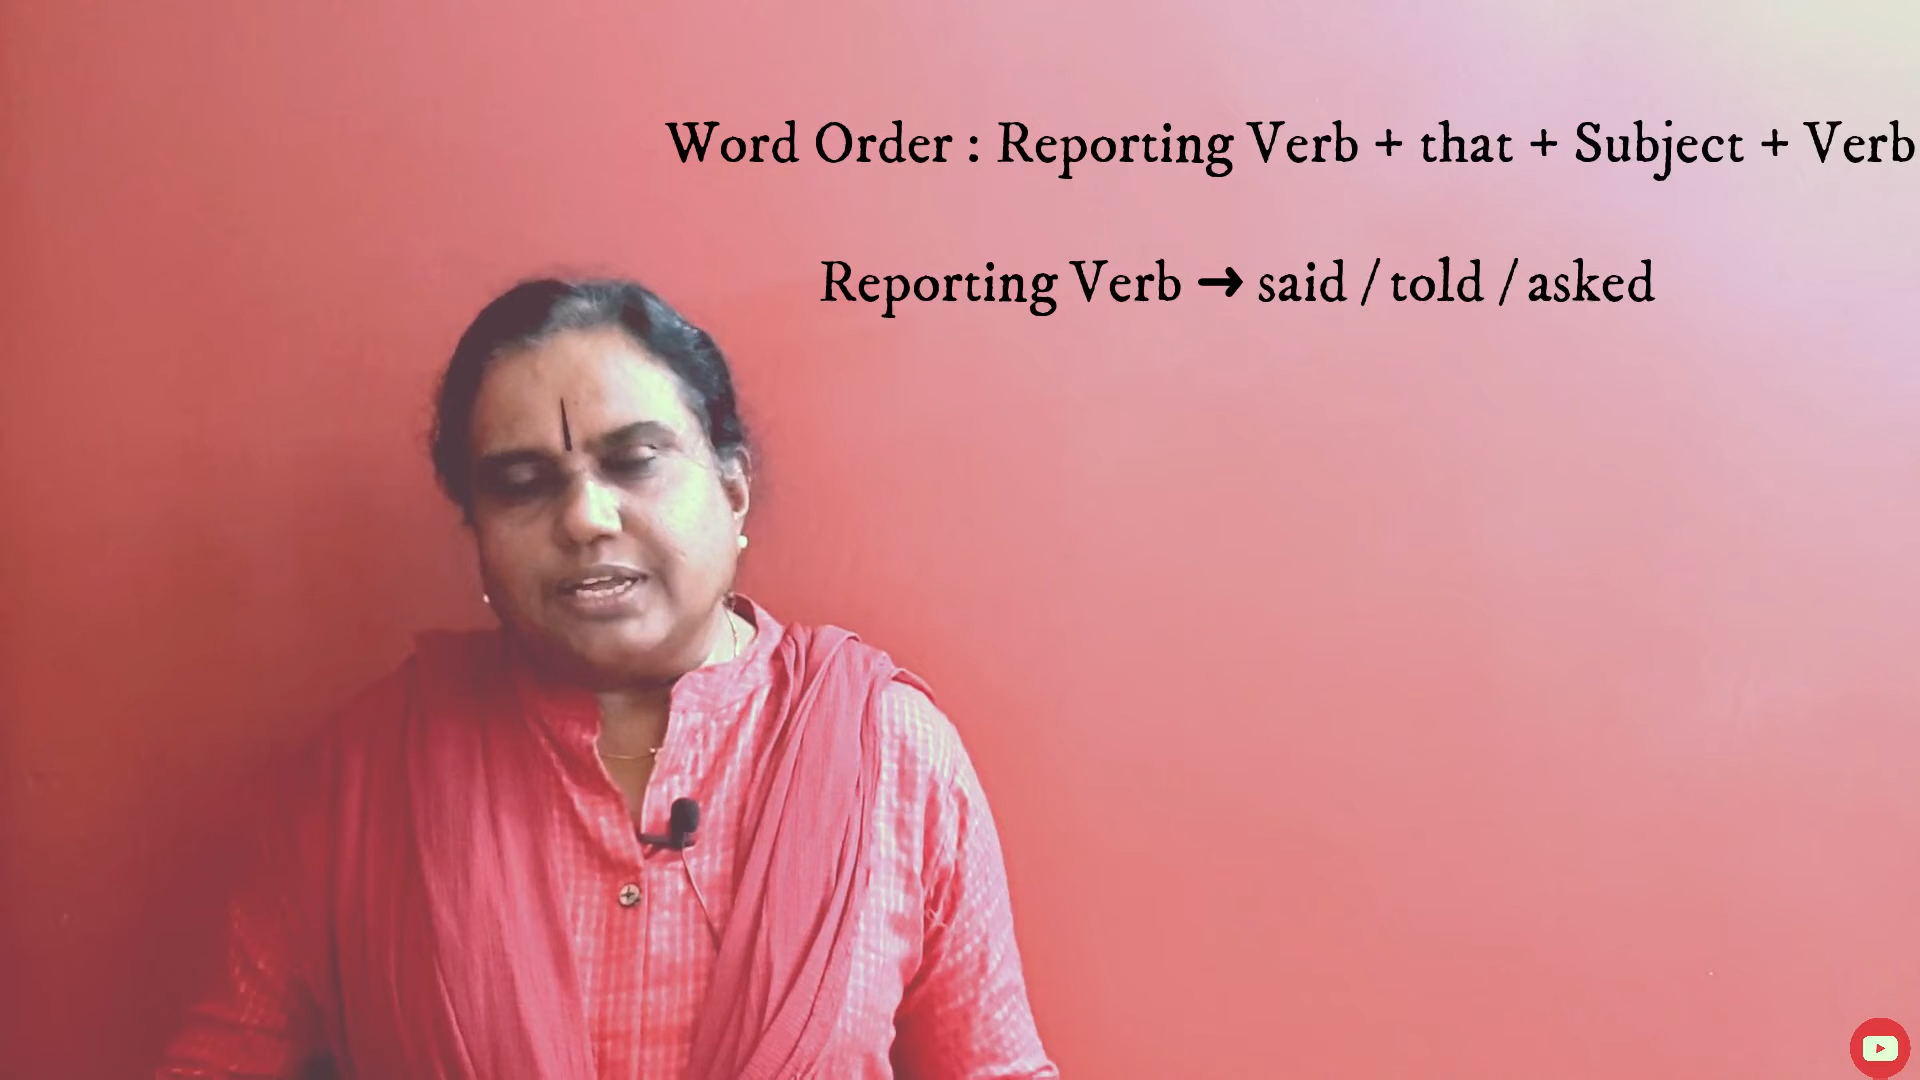 Word Order : Reporting Verb + that + Subject + Verb
Reporting Verb → said / told / asked